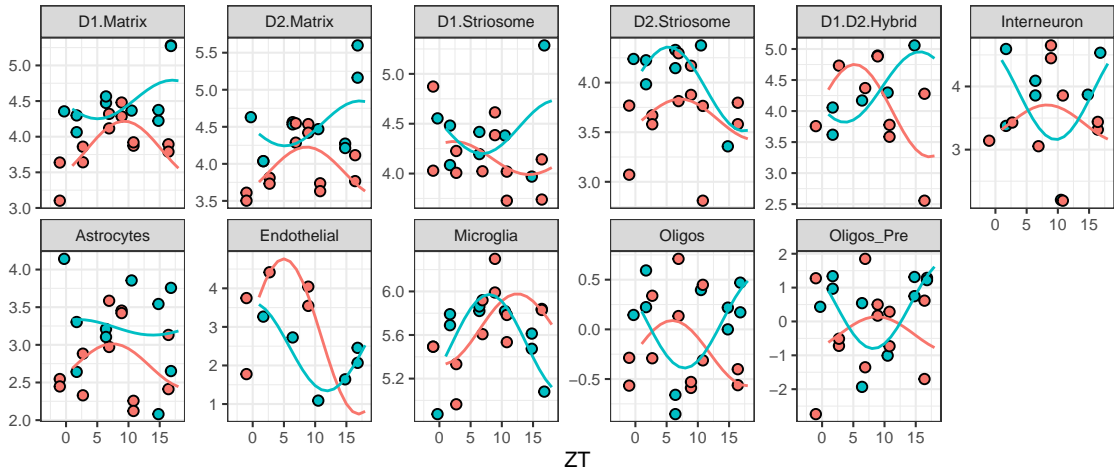 D1.Matrix D2.Matrix D1.Striosome D2.Striosome D1.D2.Hybrid Interneuron
5.0 4.5 4.0 3.5 3.0
5.5 5.0 4.5 4.0 3.5
5.0 4.5 4.0
4.0 3.5 3.0
5.0 4.5 4.0 3.5 3.0 2.5
4 3
0 5 10 15
Astrocytes Endothelial Microglia Oligos Oligos_Pre
4.0 3.5 3.0 2.5 2.0
4 3 2 1
6.0 5.6 5.2
0.5 0.0 −0.5
2 1 0 −1 −2
0 5 10 15 0 5 10 15 0 5 10 15 0 5 10 15 0 5 10 15
ZT